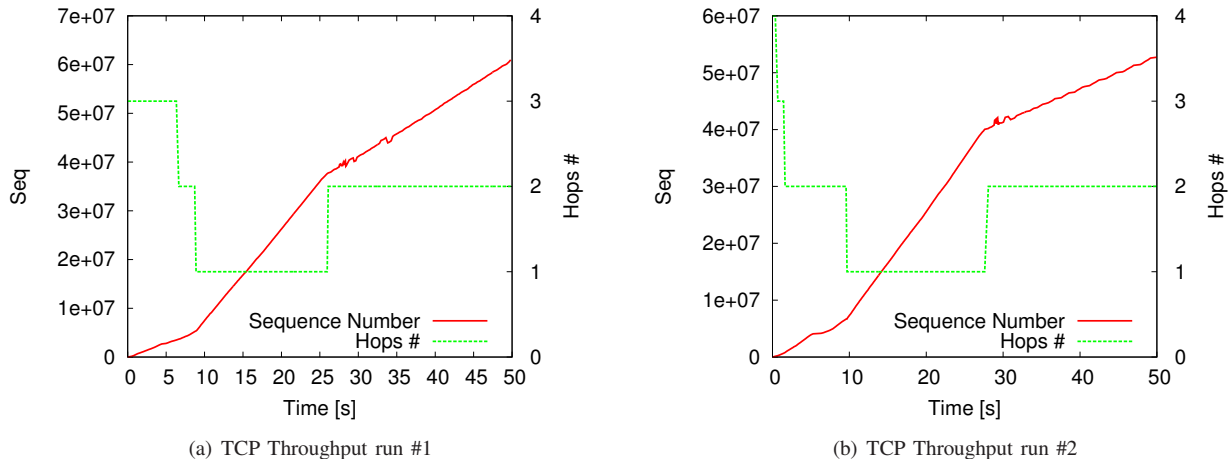 7e+07
6e+07
5e+07
4e+07
3e+07
2e+07
1e+07
0
Seq
4
3
2
1
0
Hops #
Sequence Number
Hops #
0 5 10 15 20 25 30 35 40 45 50
Time [s]
(a) TCP Throughput run #1
6e+07
5e+07
4e+07
3e+07
2e+07
1e+07
0
Seq
4
3
2
1
0
Hops #
Sequence Number
Hops #
0 10 20 30 40 50
Time [s]
(b) TCP Throughput run #2